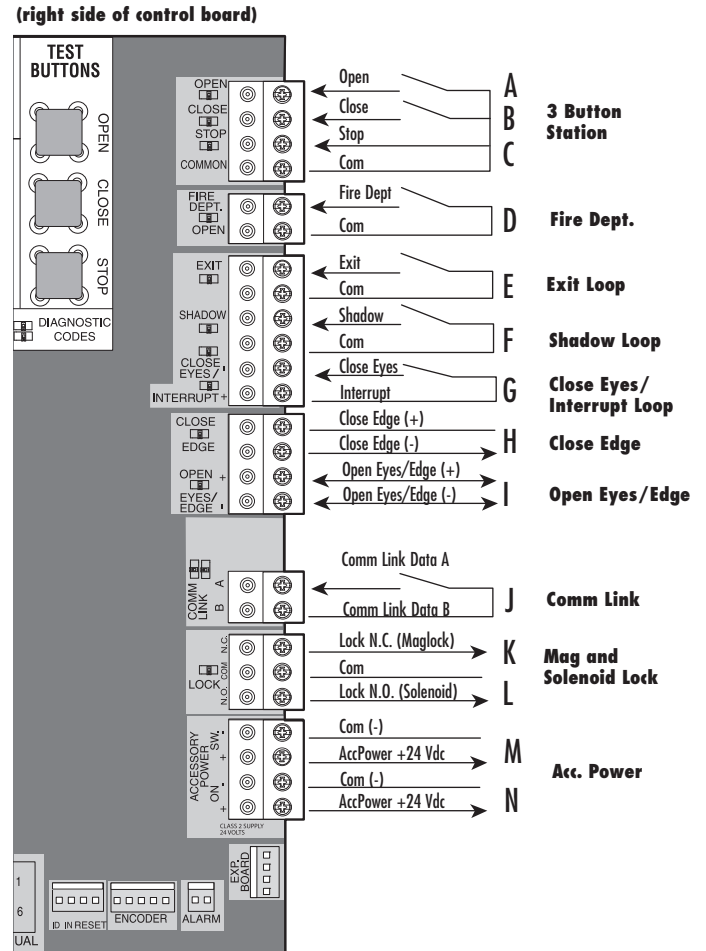 (right side of control board)
TEST
BUTTONS
OPEN
CLOSE
STOP
DIAGNOSTIC
CODES
OPEN
CLOSE
STOP
COMMON
Open
Close
Stop
Com
A
B
C
3 Button
Station
FIRE
DEPT.
OPEN
Fire Dept
Com
D
Fire Dept.
EXIT
Exit
Com
E
Exit Loop
SHADOW
Shadow
Com
F
Shadow Loop
CLOSE
EYES/ -
INTERRUPT +
Close Eyes
Interrupt
G
Close Eyes/
Interrupt Loop
CLOSE
EDGE
Close Edge (+)
Close Edge (-)
H
Close Edge
OPEN +
EYES/
EDGE -
Open Eyes/Edge (+)
Open Eyes/Edge (-)
I
Open Eyes/Edge
COMM
LINK
A
B
Comm Link Data A
Comm Link Data B
J
Comm Link
LOCK
N.C.
COM
N.O.
Lock N.C. (Maglock)
Com
Lock N.O. (Solenoid)
K
L
Mag and
Solenoid Lock
ACCESSORY
POWER
SW. -
+
ON -
+
CLASS 2 SUPPLY
24 VOLTS
Com (-)
AccPower +24 Vdc
Com (-)
AccPower +24 Vdc
M
N
Acc. Power
EXP.
BOARD
1
6
UAL
ID IN RESET
ENCODER
ALARM